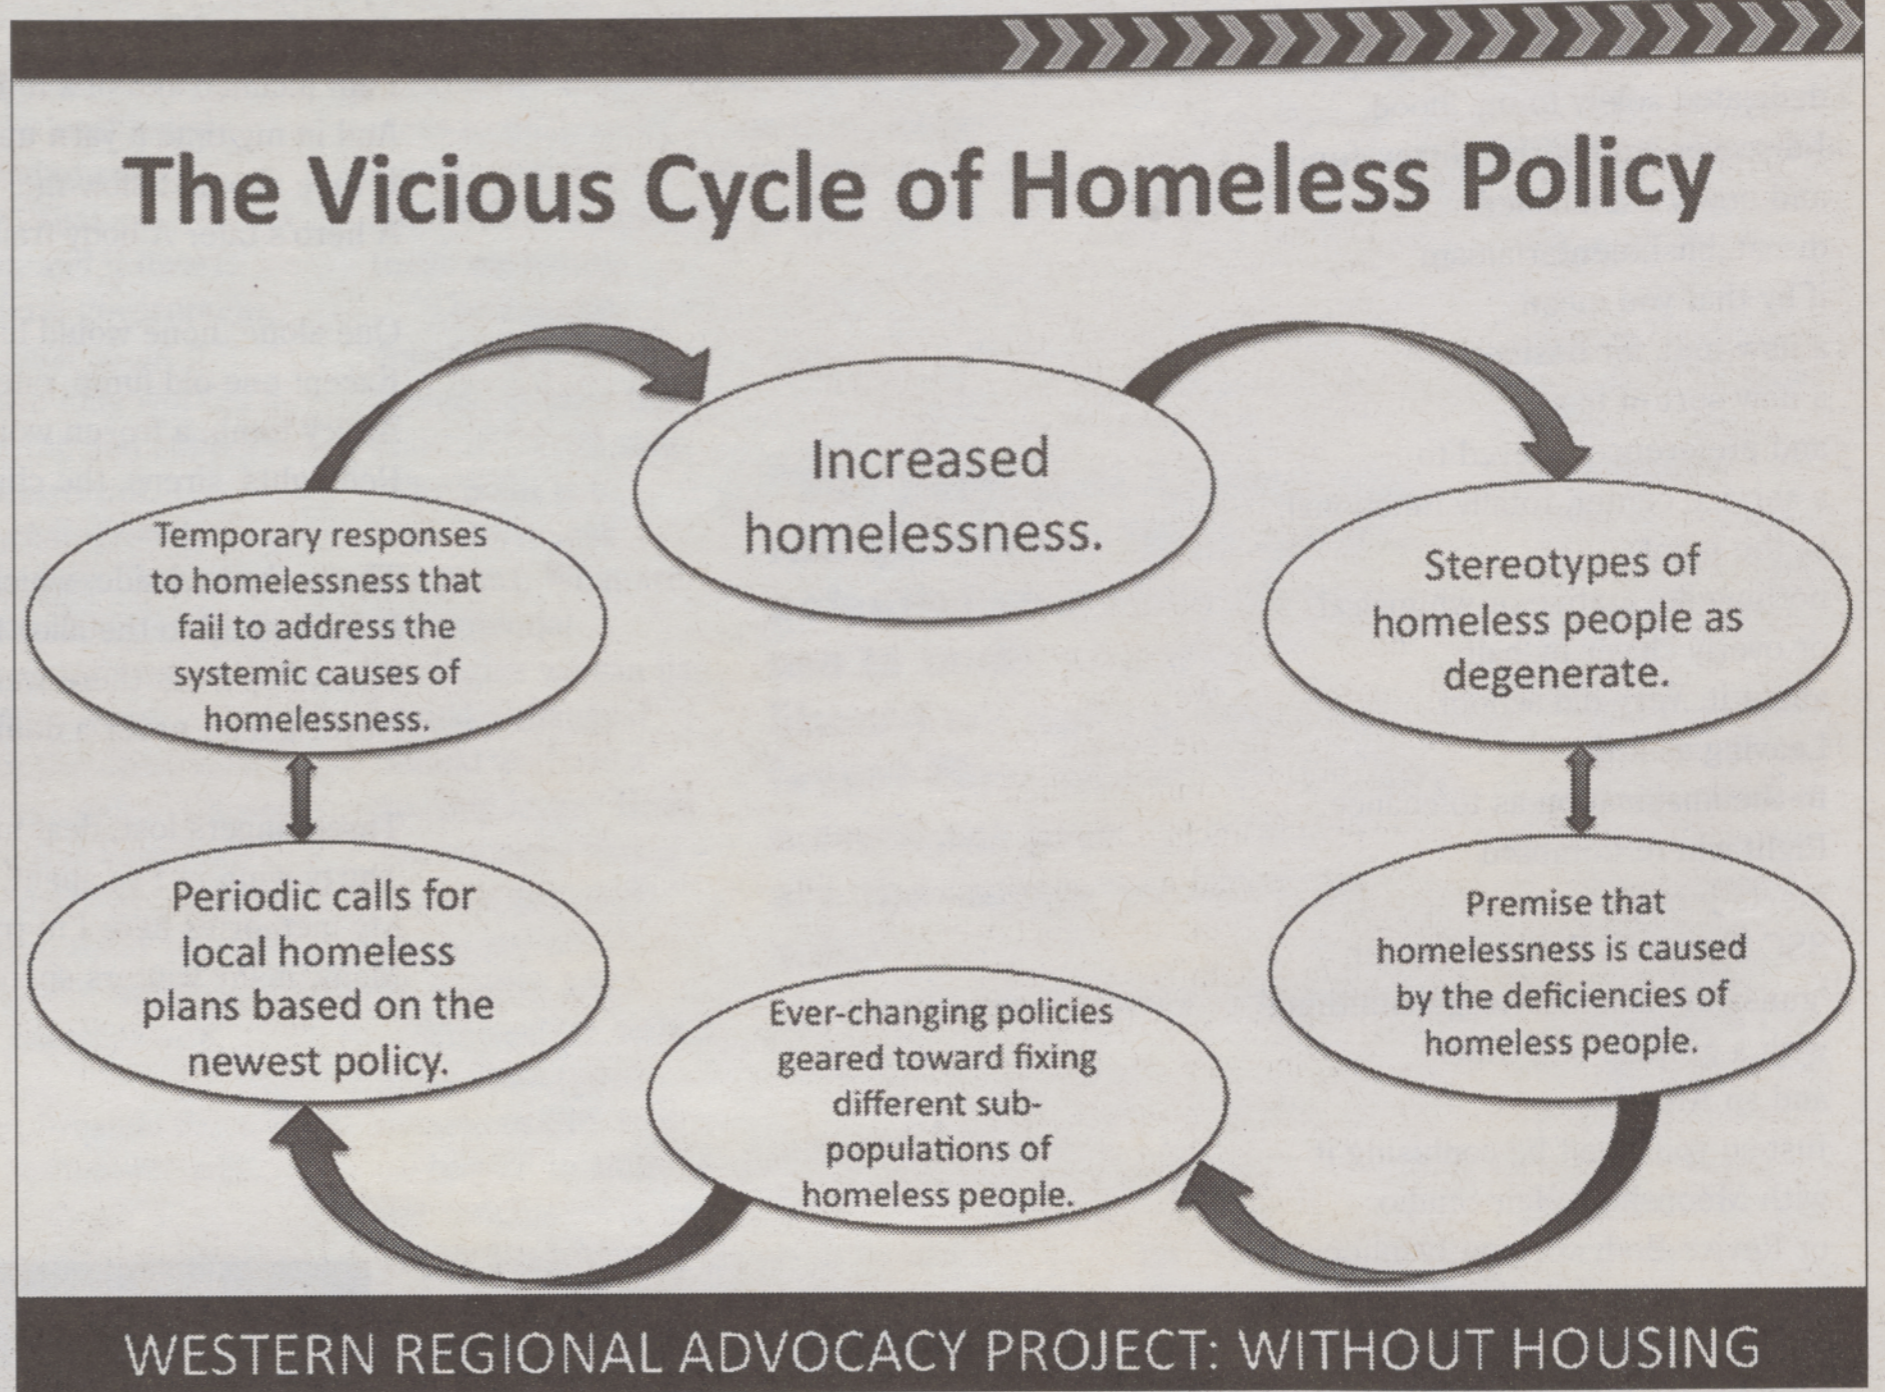 The Vicious Cycle of Homeless Policy
Increased
homelessness.
Stereotypes of
homeless people as
degenerate.
Premise that
homelessness is caused
by the deficiencies of
homeless people.
Ever-changing policies
geared toward fixing
different sub-
populations of
homeless people.
Periodic calls for
local homeless
plans based on the
newest policy.
Temporary responses
to homelessness that
fail to address the
systemic causes of
homelessness.
WESTERN REGIONAL ADVOCACY PROJECT: WITHOUT HOUSING